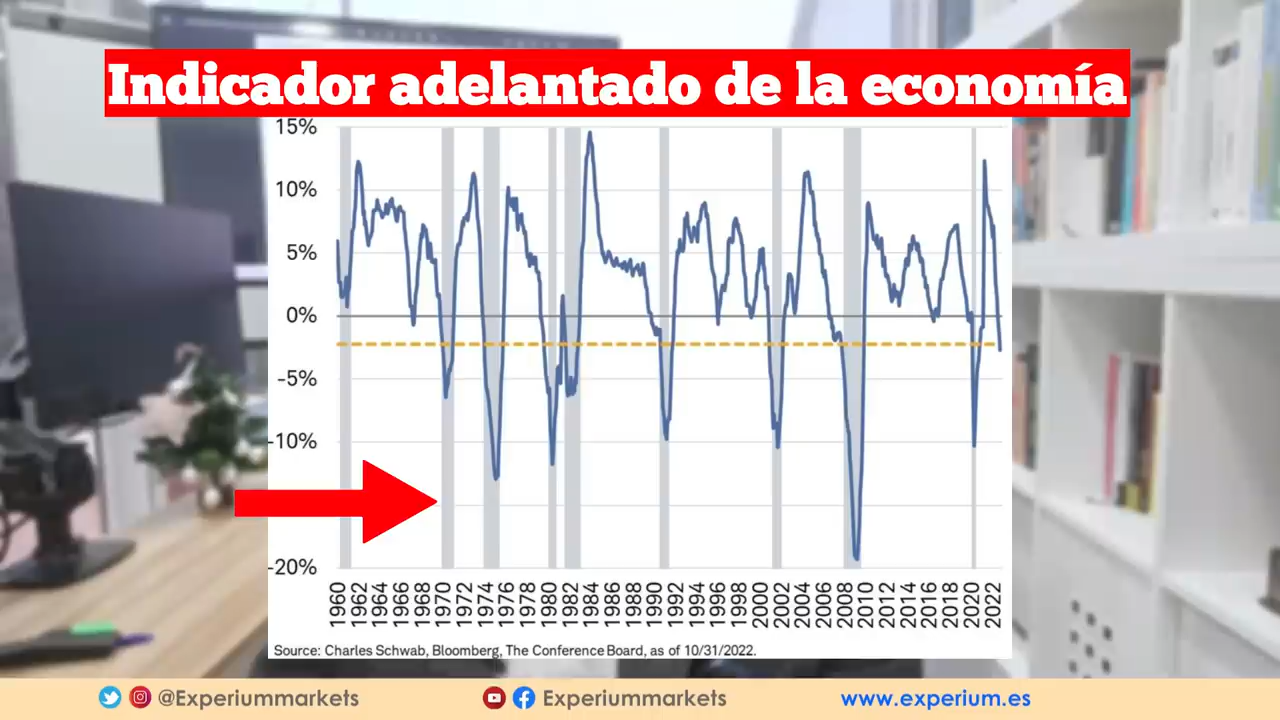 Indicador adelantado de la economía
15%
10%
5%
0%
-5%
-10%
-20%
1960 1962 1964 1966 1968 1970 1972 1974 1976 1978 1980 1982 1984 1986 1988 1990 1992 1994 1996 1998 2000 2002 2004 2006 2008 2010 2012 2014 2016 2018 2020 2022
Source: Charles Schwab, Bloomberg, The Conference Board, as of 10/31/2022.
@Experiummarkets Experiummarkets www.experium.es